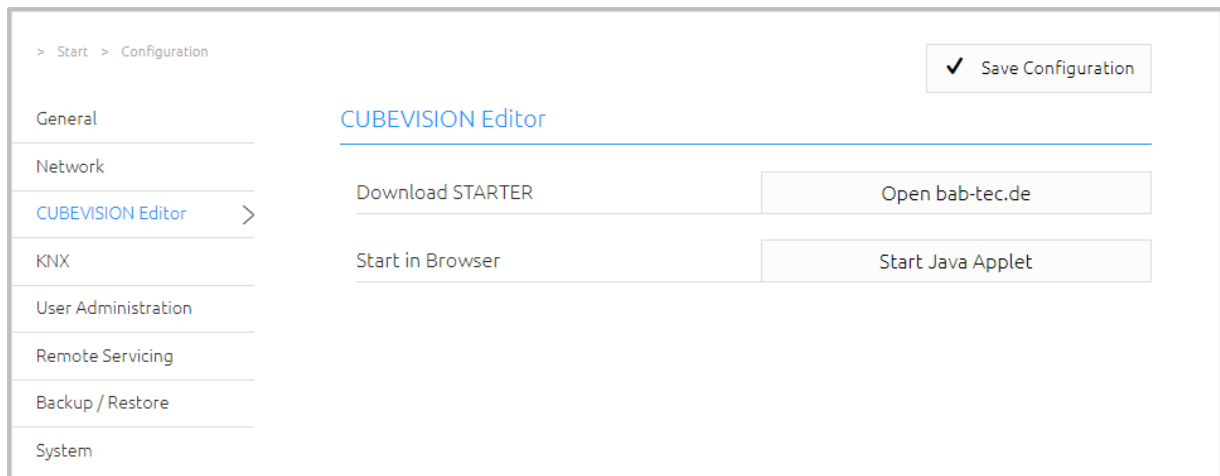 > Start > Configuration
✔ Save Configuration
General
Network
CUBEVISION Editor >
KNX
User Administration
Remote Servicing
Backup / Restore
System
CUBEVISION Editor
Download STARTER Open bab-tec.de
Start in Browser Start Java Applet